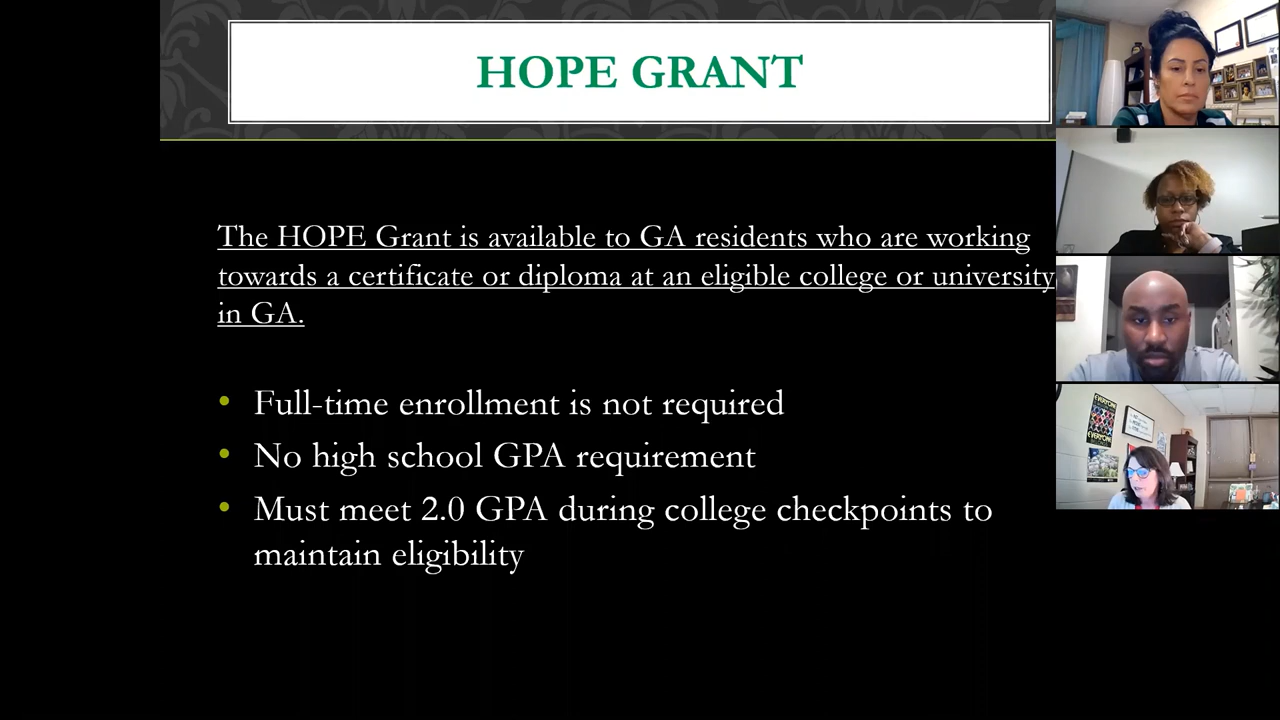 HOPE GRANT
The HOPE Grant is available to GA residents who are working
towards a certificate or diploma at an eligible college or university
in GA.
• Full-time enrollment is not required
• No high school GPA requirement
• Must meet 2.0 GPA during college checkpoints to
maintain eligibility
EVERYONE
EVERYONE